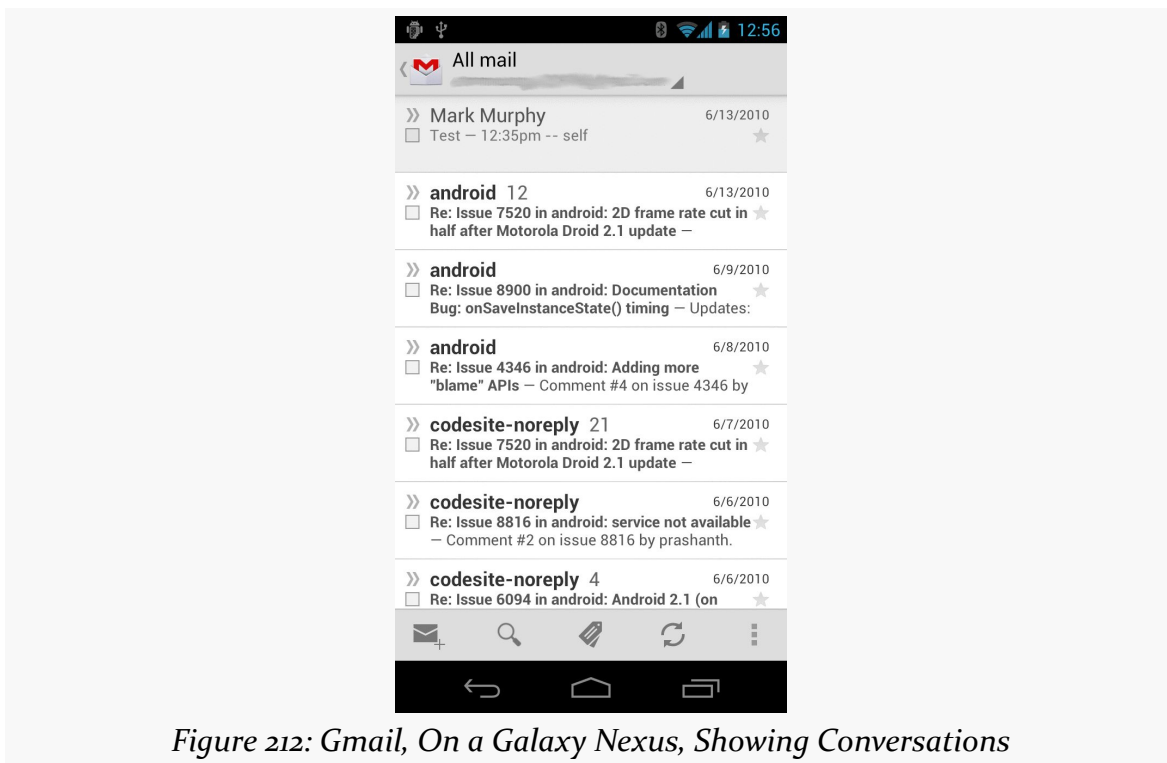 12:56
All mail
Mark Murphy 6/13/2010
Test — 12:35pm -- self
android 12 6/13/2010
Re: Issue 7520 in android: 2D frame rate cut in
half after Motorola Droid 2.1 update —
android 6/9/2010
Re: Issue 8900 in android: Documentation
Bug: onSaveInstanceState() timing — Updates:
android 6/8/2010
Re: Issue 4346 in android: Adding more
"blame" APIs — Comment #4 on issue 4346 by
codesite-noreply 21 6/7/2010
Re: Issue 7520 in android: 2D frame rate cut in
half after Motorola Droid 2.1 update —
codesite-noreply 6/6/2010
Re: Issue 8816 in android: service not available
— Comment #2 on issue 8816 by prashanth.
codesite-noreply 4 6/6/2010
Re: Issue 6094 in android: Android 2.1 (on
Figure 212: Gmail, On a Galaxy Nexus, Showing Conversations